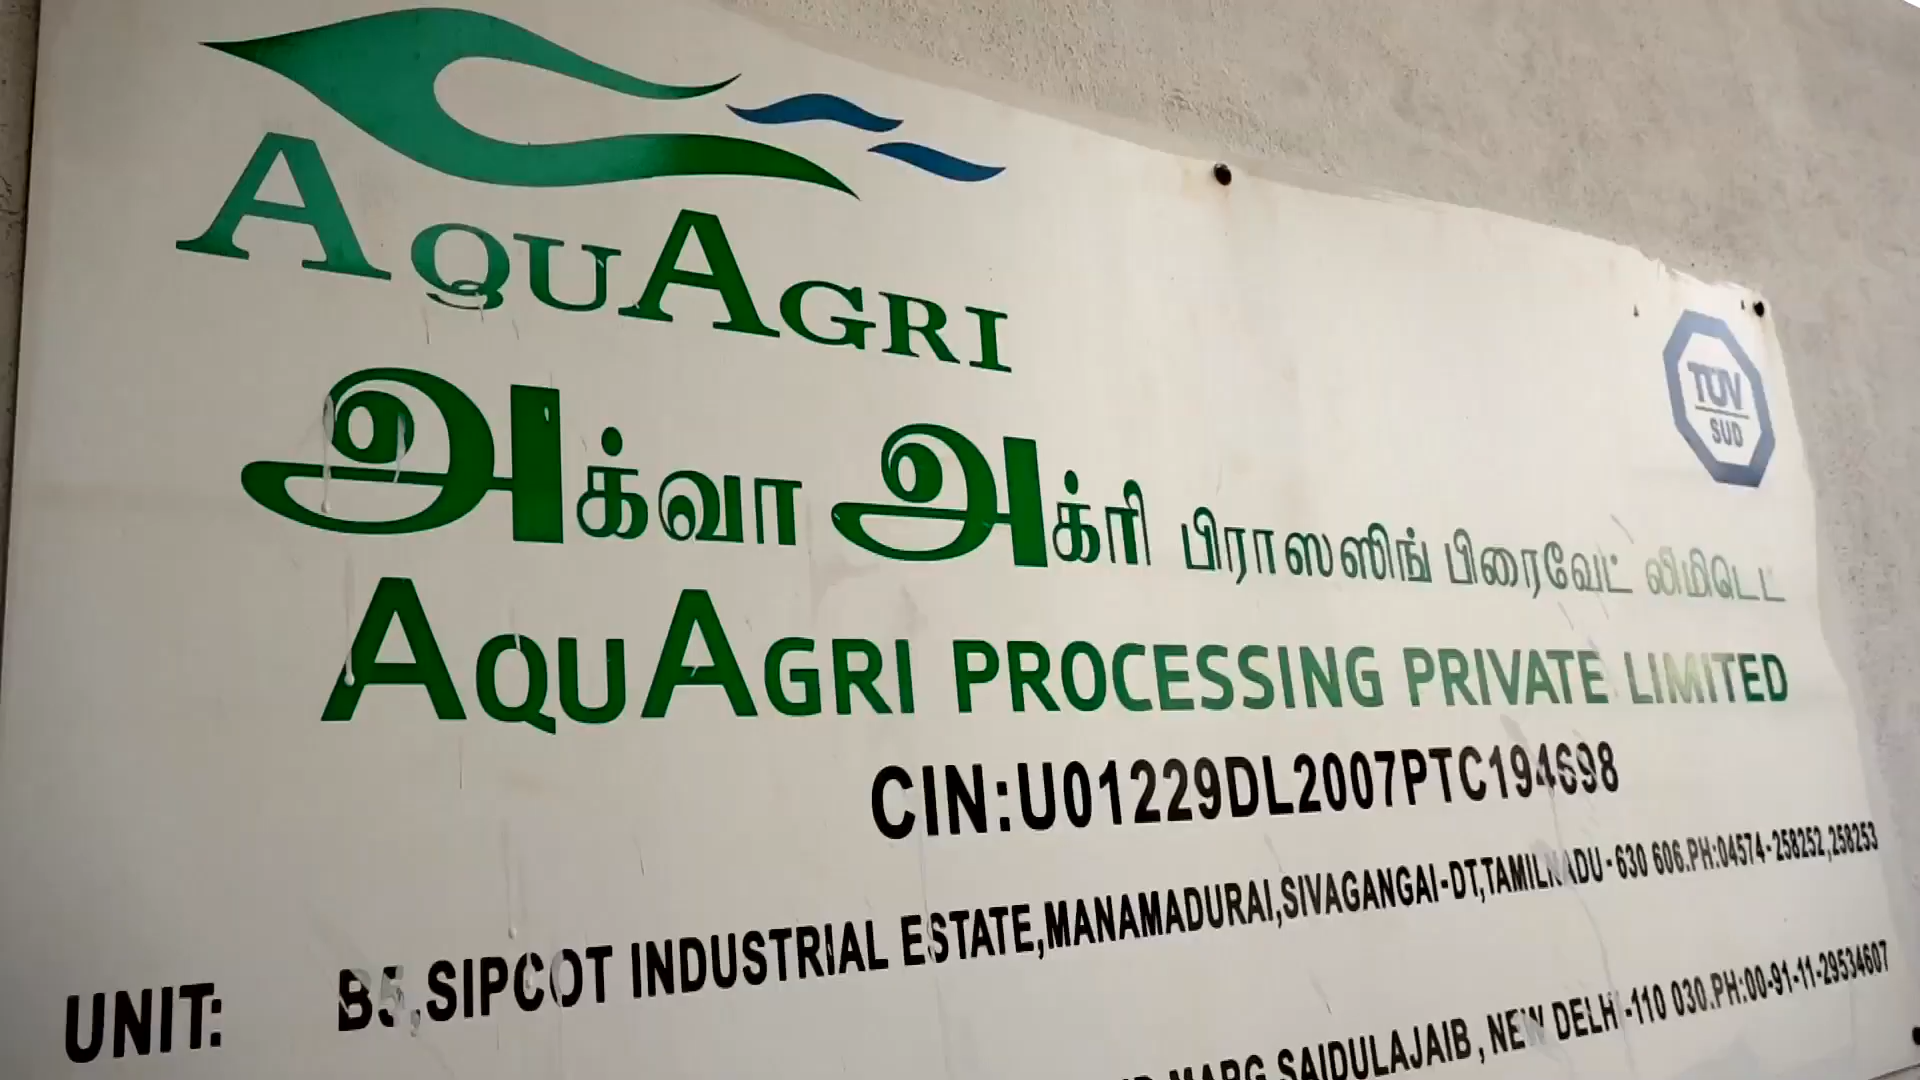 AQUAGRI
TÜV
SUD
அக்வா அக்ரி பிராஸஸிங் பிரைவேட் லிமிடெட்
AQUAGRI PROCESSING PRIVATE LIMITED
CIN:U01229DL2007PTC194698
UNIT: B5,SIPCOT INDUSTRIAL ESTATE,MANAMADURAI,SIVAGANGAI-DT,TAMILNADU-630 606.PH:04574-258252,258253
MARG SAIDULAJAIB, NEW DELHI-110 030.PH:00-91-11-29534607